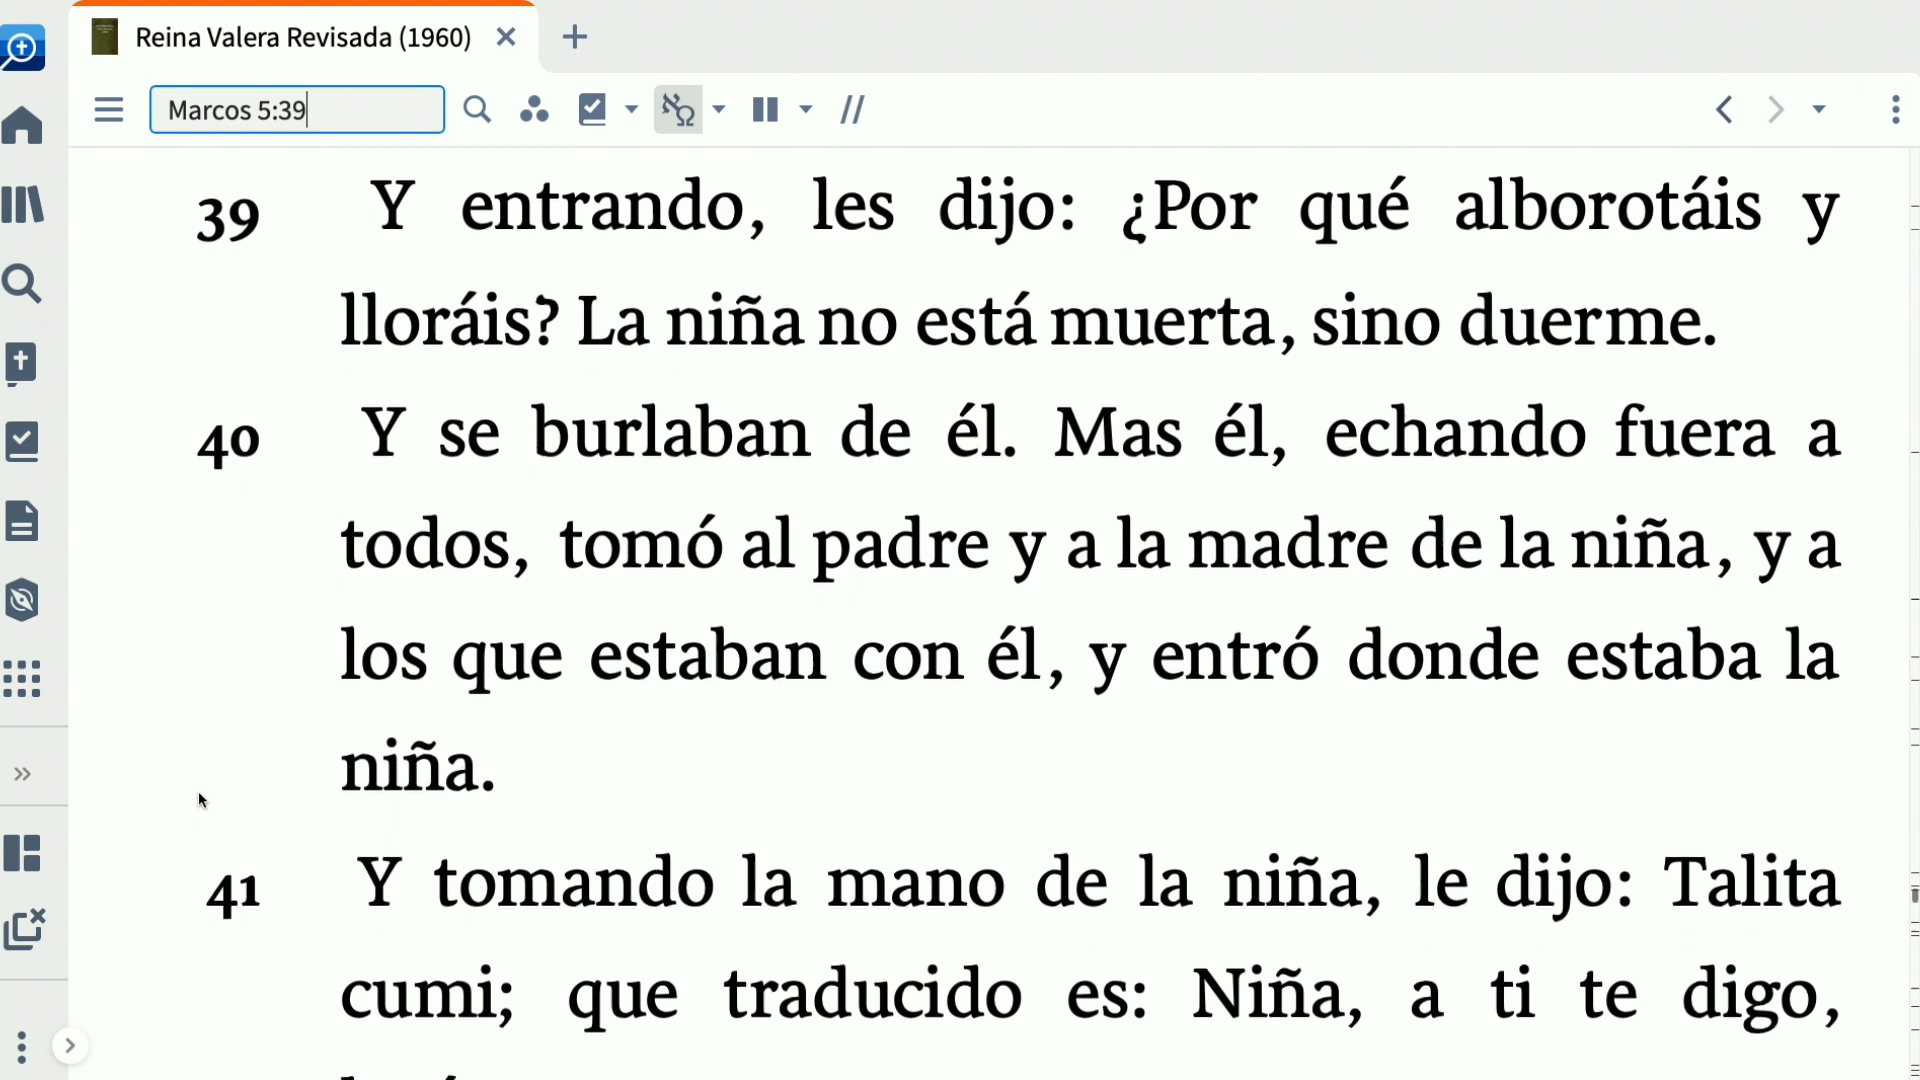 Reina Valera Revisada (1960)
Marcos 5:39
39 Y entrando, les dijo: ¿Por qué alborotáis y
lloráis? La niña no está muerta, sino duerme.
40 Y se burlaban de él. Mas él, echando fuera a
todos, tomó al padre y a la madre de la niña, y a
los que estaban con él, y entró donde estaba la
niña.
41 Y tomando la mano de la niña, le dijo: Talita
cumi; que traducido es: Niña, a ti te digo,